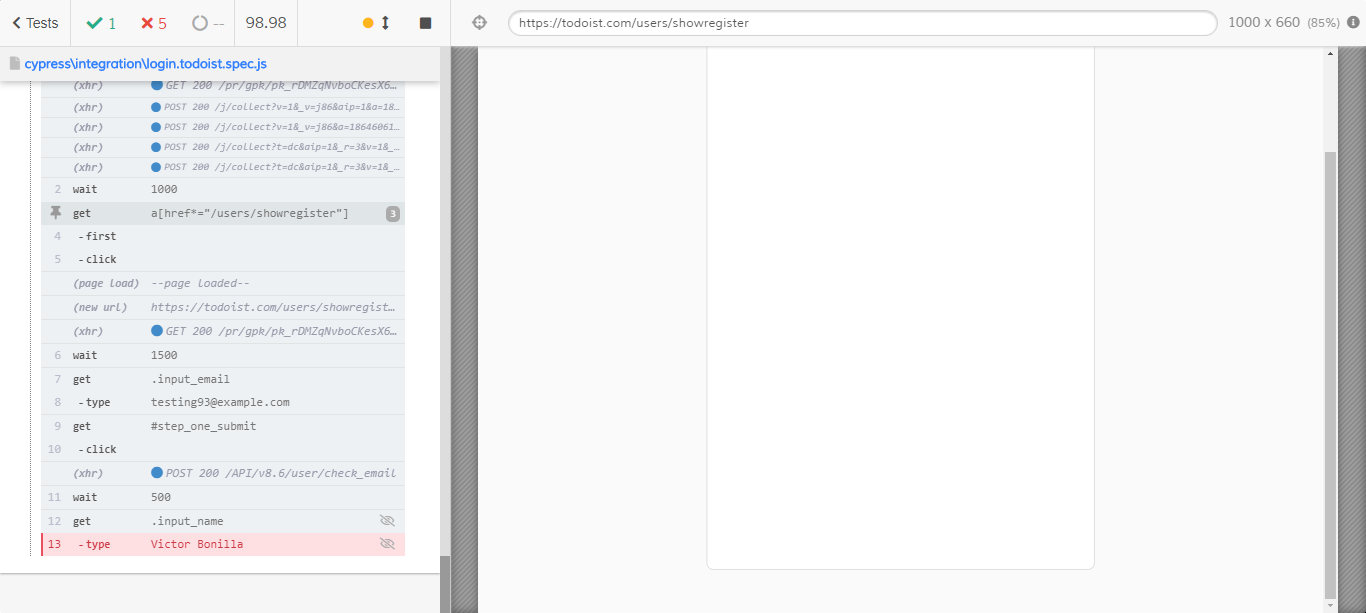 Tests 1 5 -- 98.98
https://todoist.com/users/showregister 1000 x 660 (85%)
cypress\integration\login.todoist.spec.js
(xhr) GET 200 /pr/gpk/pk_rDMZqNvboCKesX6…
(xhr) POST 200 /j/collect?v=1&_v=j86&aip=1&a=18…
(xhr) POST 200 /j/collect?v=1&_v=j86&a=18646061…
(xhr) POST 200 /j/collect?t=dc&aip=1&_r=3&v=1&_…
(xhr) POST 200 /j/collect?t=dc&aip=1&_r=3&v=1&_…
2 wait 1000
get a[href*="/users/showregister"] 3
4 -first
5 -click
(page load) --page loaded--
(new url) https://todoist.com/users/showregist…
(xhr) GET 200 /pr/gpk/pk_rDMZqNvboCKesX6…
6 wait 1500
7 get .input_email
8 -type testing93@example.com
9 get #step_one_submit
10 -click
(xhr) POST 200 /API/v8.6/user/check_email
11 wait 500
12 get .input_name
13 -type Victor Bonilla